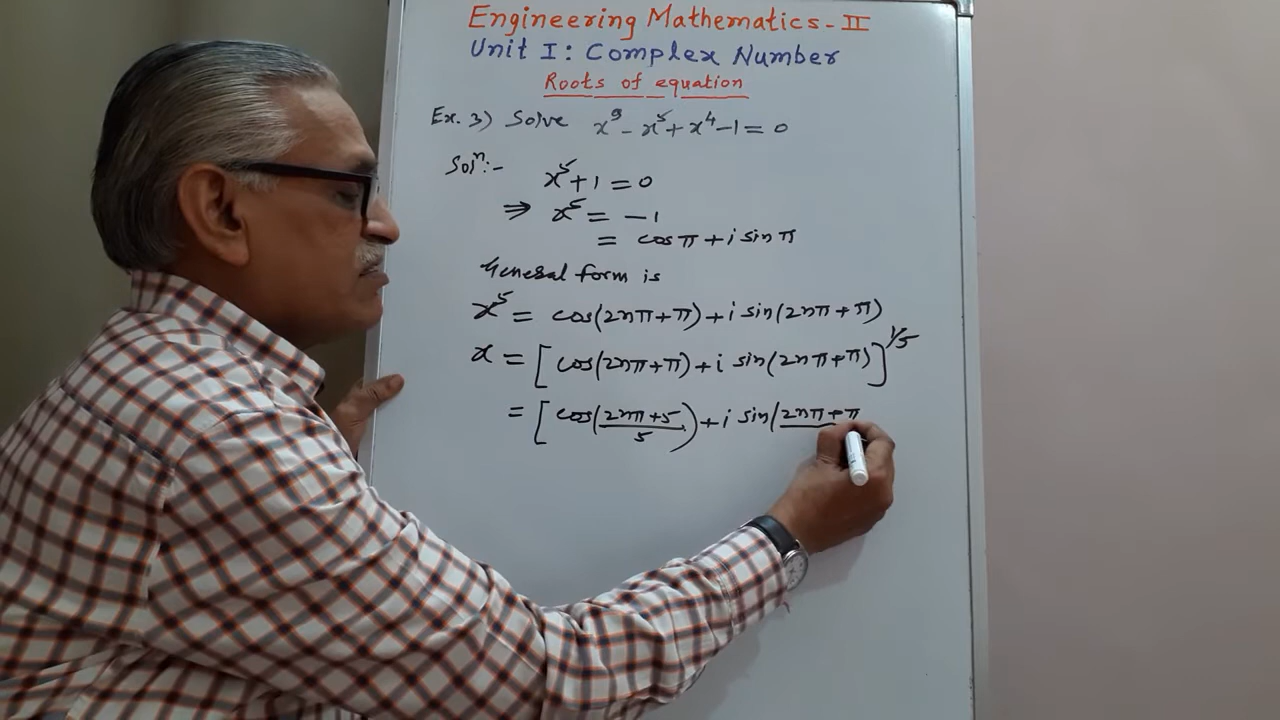 Engineering Mathematics-II
Unit I: Complex Number
Roots of equation
Ex. 3) Solve x⁹ - x⁵ + x⁴ - 1 = 0
Solⁿ:- x⁵ + 1 = 0
⇒ x⁵ = -1
= cos π + i sin π
General form is
x⁵ = cos(2nπ+π) + i sin(2nπ+π)
x = [cos(2nπ+π) + i sin(2nπ+π)]^1/5
= [cos((2nπ+5)/5) + i sin(2nπ+π